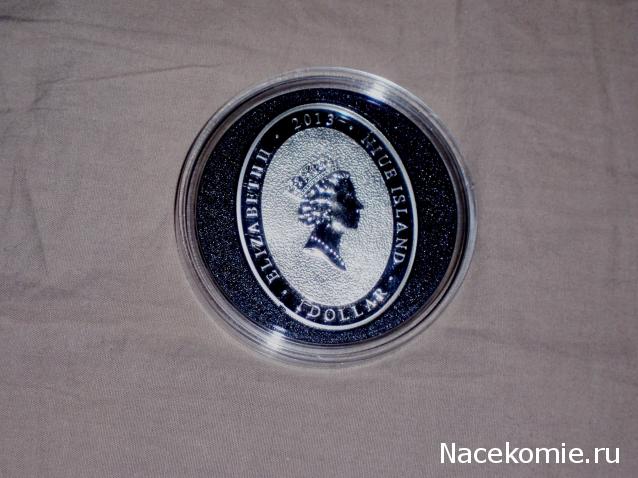 ELIZABETH II · 2013 · NIUE ISLAND · 1 DOLLAR ·
Nacekomie.ru